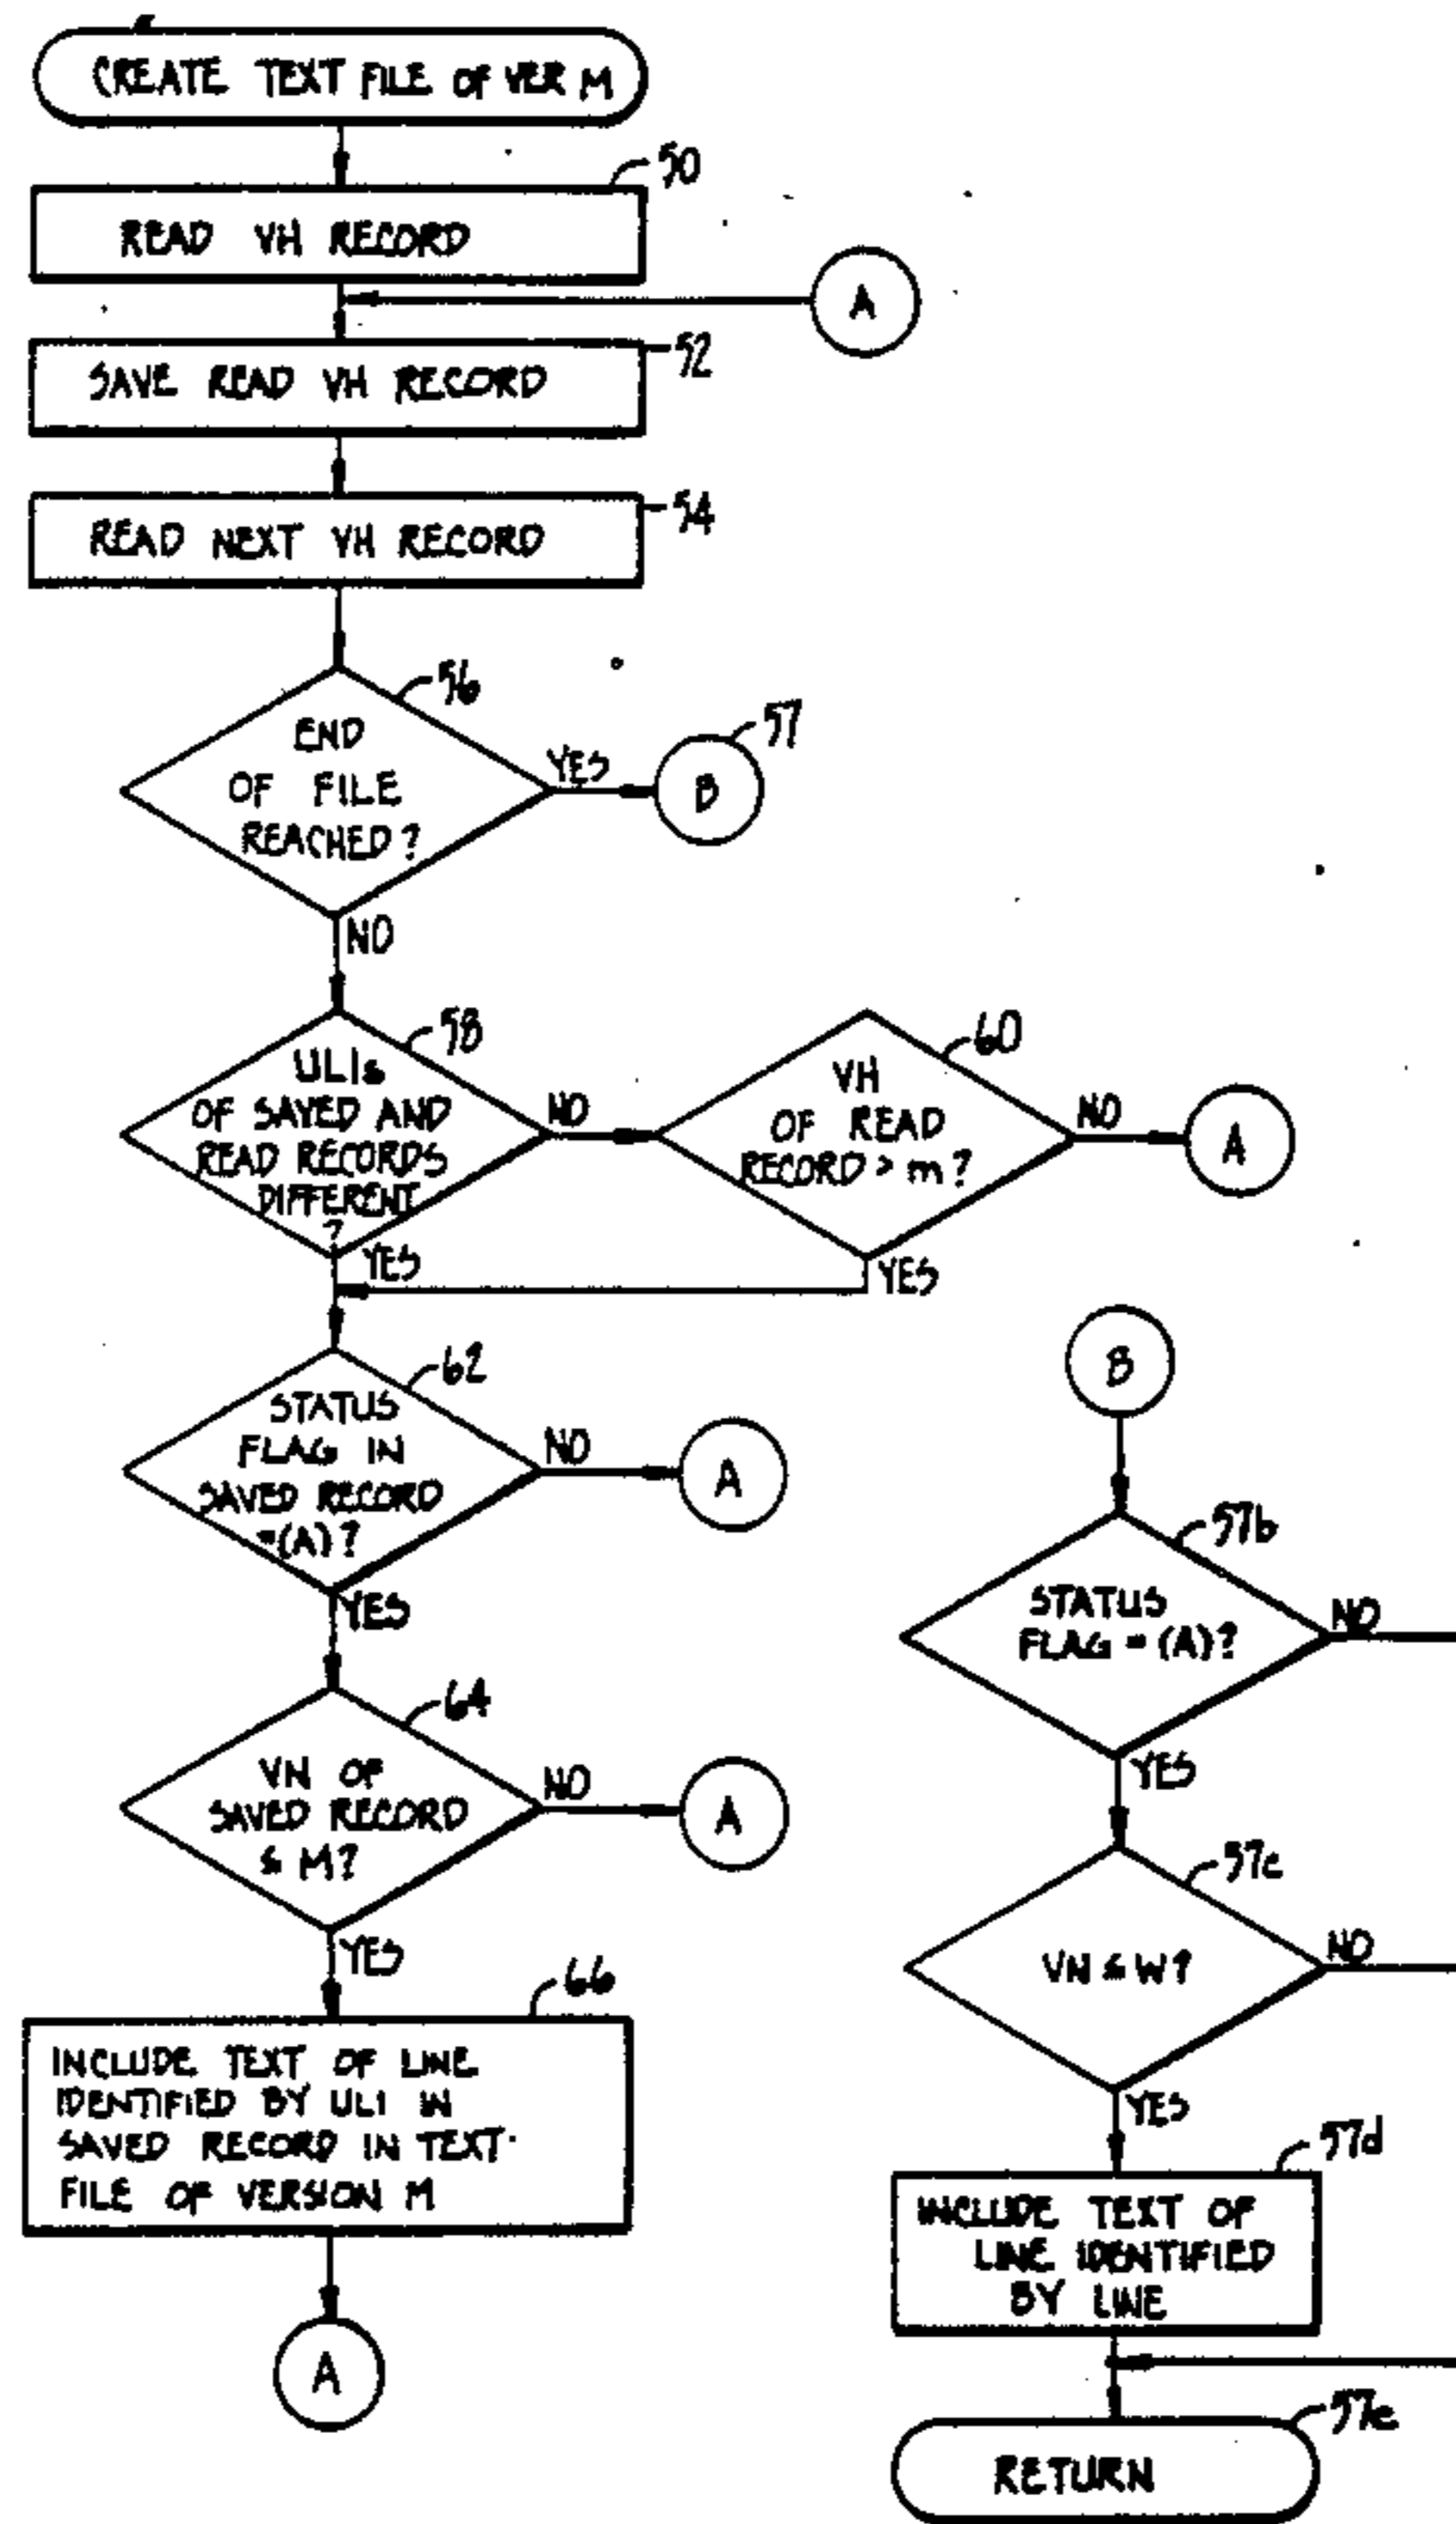 CREATE TEXT FILE OF VER M
50
READ VH RECORD
A
52
SAVE READ VH RECORD
54
READ NEXT VH RECORD
56
END
OF FILE
REACHED?
YES
B
57
NO
58
ULIs
OF SAVED AND
READ RECORDS
DIFFERENT
?
NO
60
VH
OF READ
RECORD > m?
NO
A
YES
YES
62
STATUS
FLAG IN
SAVED RECORD
=(A)?
NO
A
YES
64
VN OF
SAVED RECORD
≤ M?
NO
A
YES
66
INCLUDE TEXT OF LINE
IDENTIFIED BY ULI IN
SAVED RECORD IN TEXT
FILE OF VERSION M
A
B
57b
STATUS
FLAG = (A)?
NO
YES
57c
VN ≤ W?
NO
YES
57d
INCLUDE TEXT OF
LINE IDENTIFIED
BY LINE
57e
RETURN